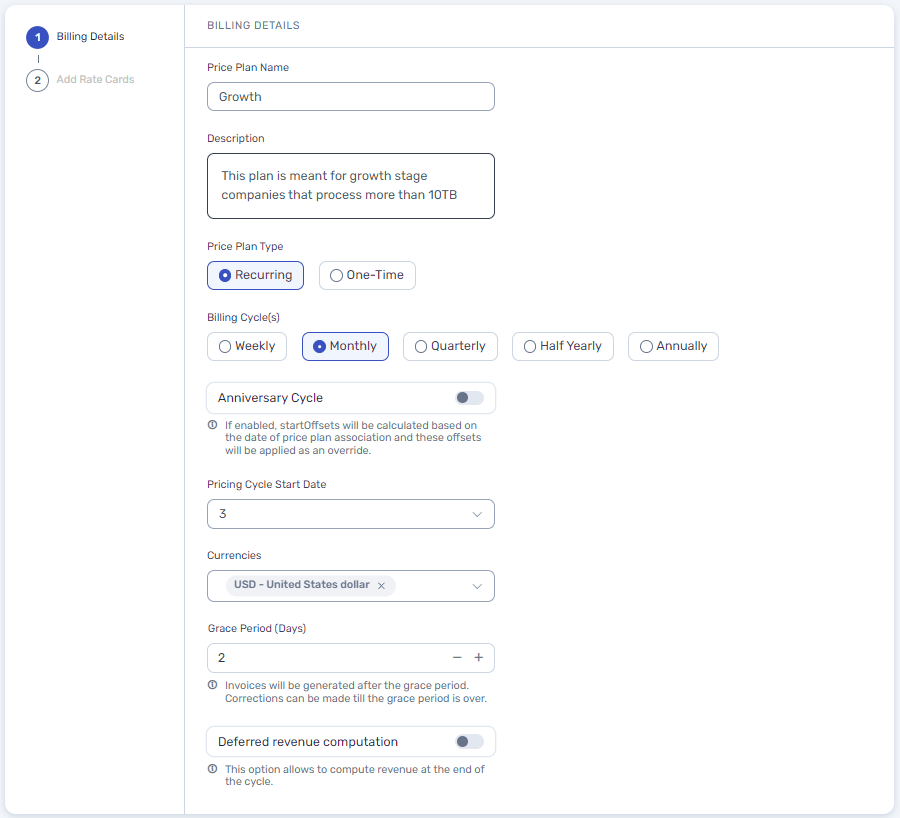 1 Billing Details
2 Add Rate Cards
BILLING DETAILS
Price Plan Name
Growth
Description
This plan is meant for growth stage
companies that process more than 10TB
Price Plan Type
Recurring One-Time
Billing Cycle(s)
Weekly Monthly Quarterly Half Yearly Annually
Anniversary Cycle
If enabled, startOffsets will be calculated based on
the date of price plan association and these offsets
will be applied as an override.
Pricing Cycle Start Date
3
Currencies
USD - United States dollar ×
Grace Period (Days)
2 − +
Invoices will be generated after the grace period.
Corrections can be made till the grace period is over.
Deferred revenue computation
This option allows to compute revenue at the end of
the cycle.